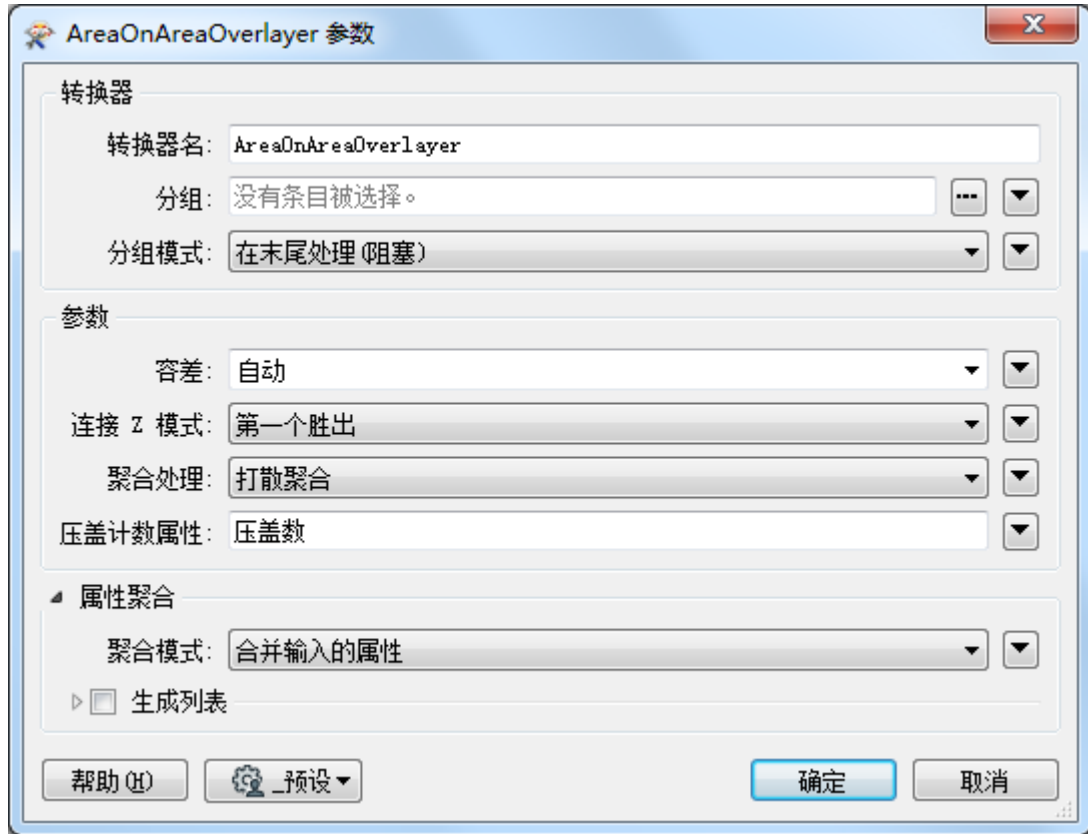 AreaOnAreaOverlayer 参数
转换器
转换器名: AreaOnAreaOverlayer
分组: 没有条目被选择。
分组模式: 在末尾处理(阻塞)
参数
容差: 自动
连接 Z 模式: 第一个胜出
聚合处理: 打散聚合
压盖计数属性: 压盖数
属性聚合
聚合模式: 合并输入的属性
生成列表
帮助(H) _预设 确定 取消